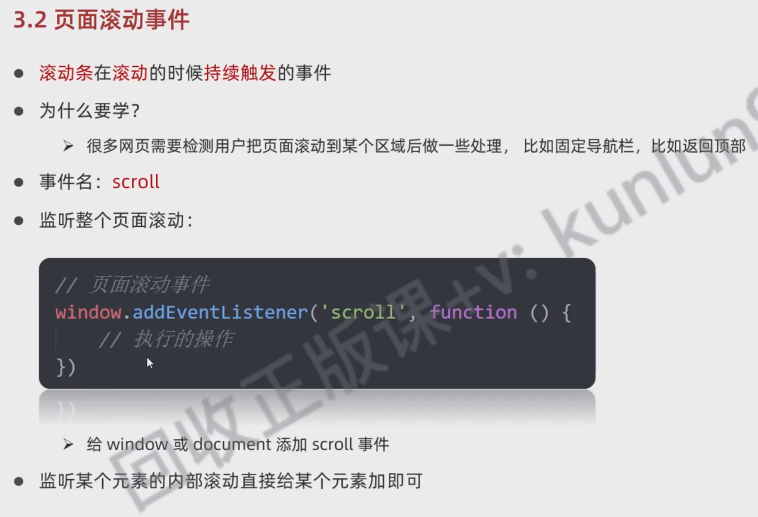 3.2 页面滚动事件
● 滚动条在滚动的时候持续触发的事件
● 为什么要学?
➢ 很多网页需要检测用户把页面滚动到某个区域后做一些处理， 比如固定导航栏，比如返回顶部
● 事件名：scroll
● 监听整个页面滚动：
// 页面滚动事件
window.addEventListener('scroll', function () {
// 执行的操作
})
})
➢ 给 window 或 document 添加 scroll 事件
● 监听某个元素的内部滚动直接给某个元素加即可
回收正版课+v: kunluns